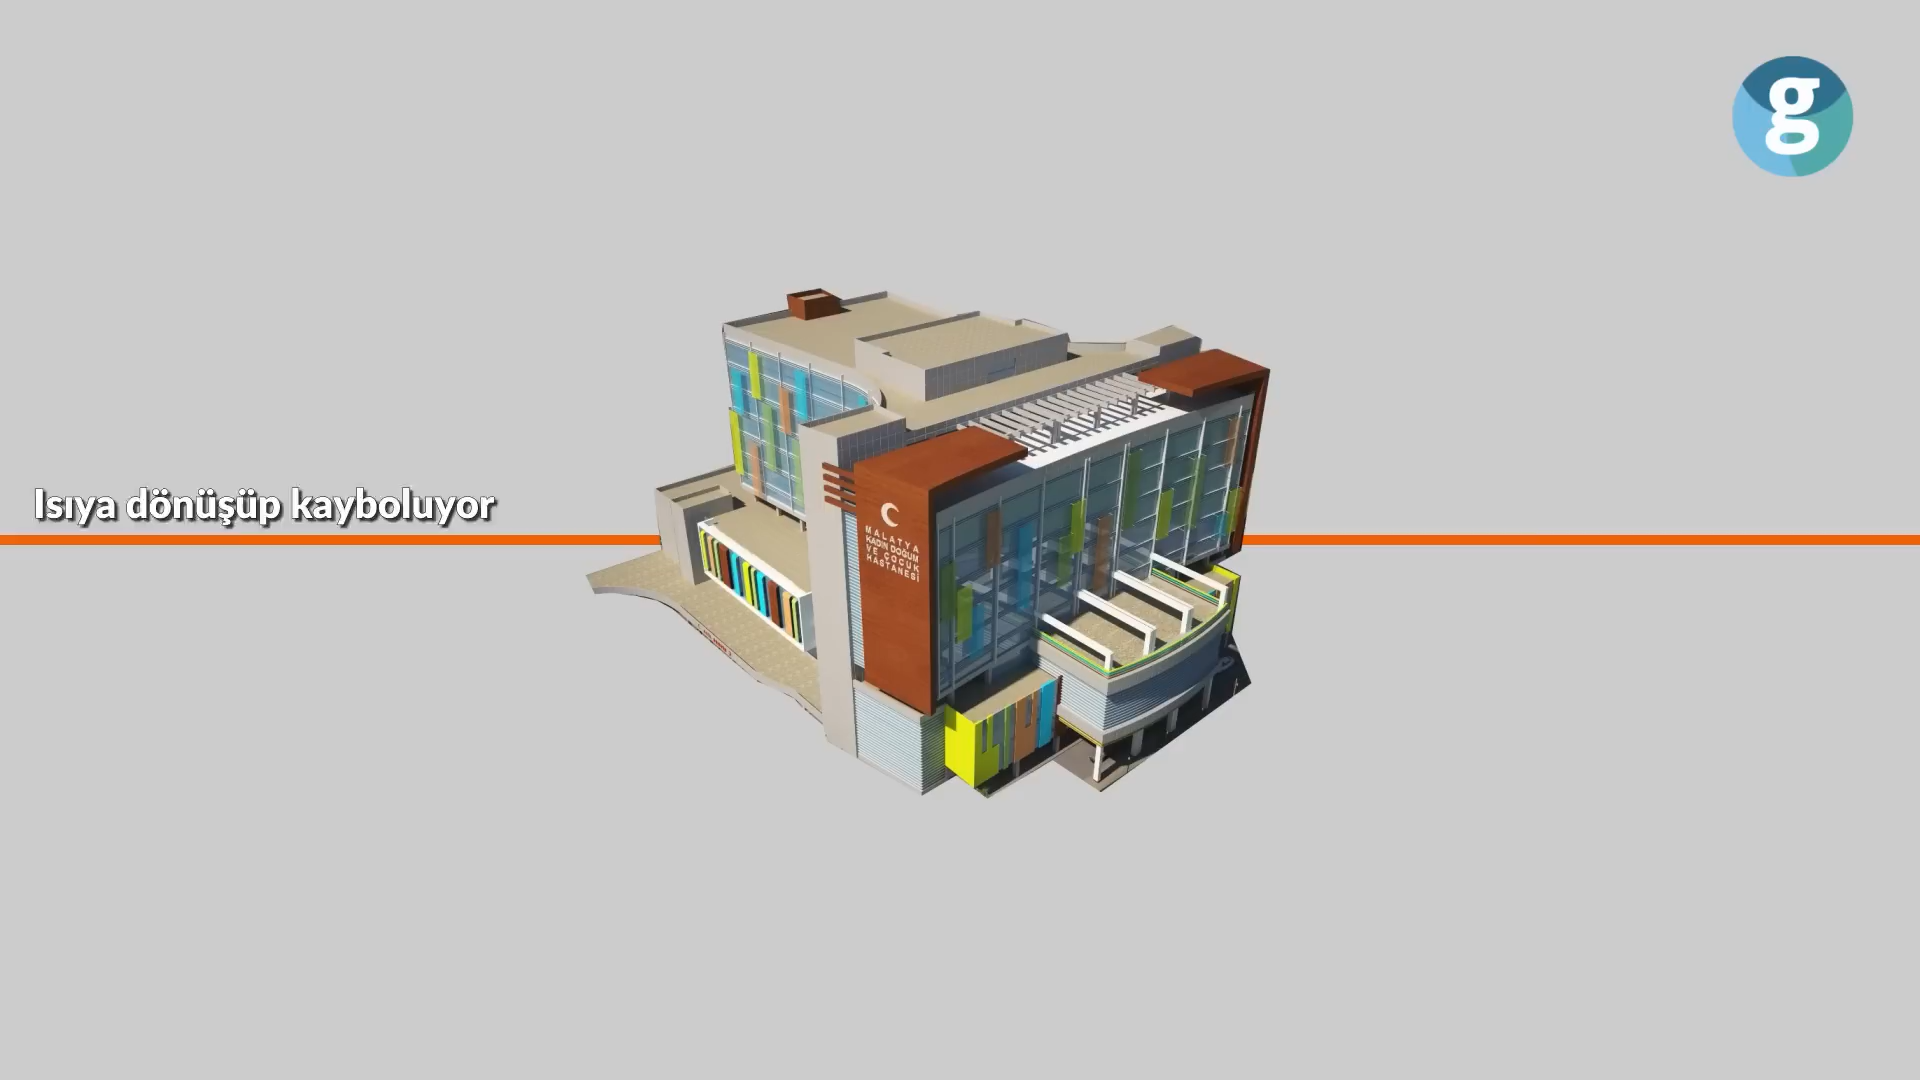 g
Isıya dönüşüp kayboluyor
MALATYA
KADIN DOĞUM
VE ÇOCUK
HASTANESİ